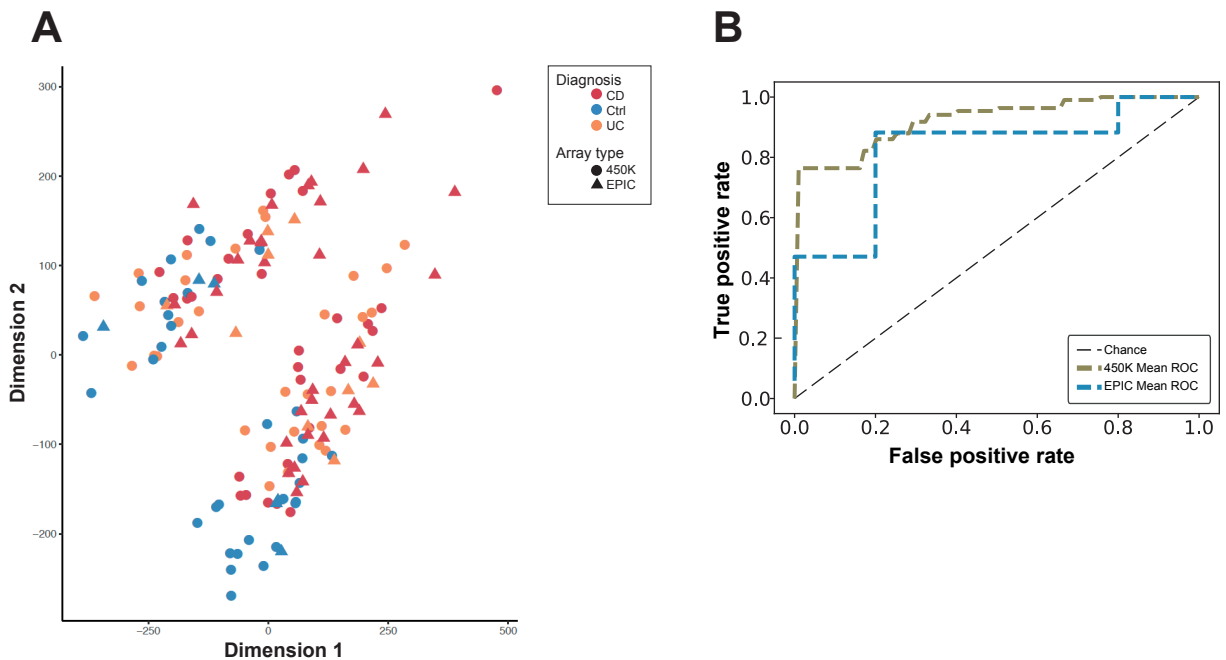 A
300
200
100
0
−100
−200
−250
0
250
500
Dimension 2
Dimension 1
Diagnosis
CD
Ctrl
UC
Array type
450K
EPIC
B
1.0
0.8
0.6
0.4
0.2
0.0
0.0
0.2
0.4
0.6
0.8
1.0
True positive rate
False positive rate
Chance
450K Mean ROC
EPIC Mean ROC